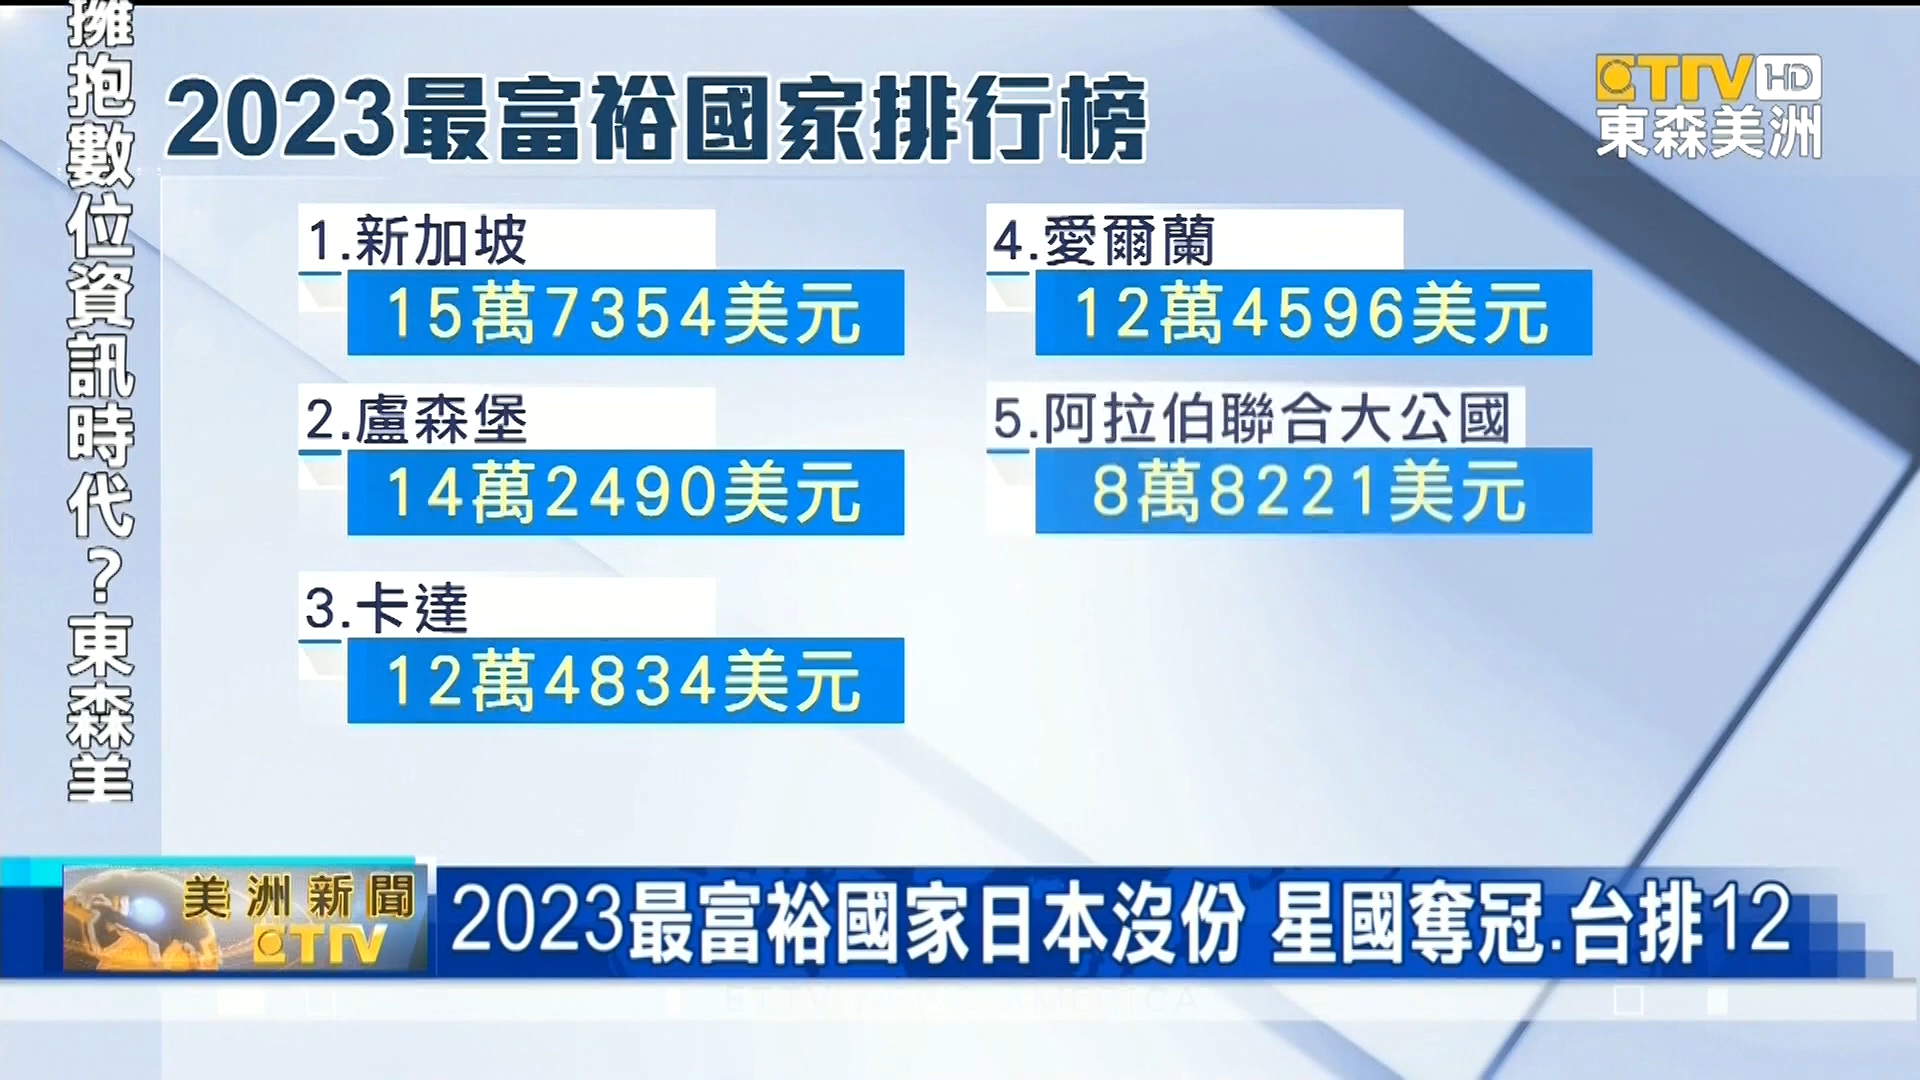 擁抱數位資訊時代？東森美
2023最富裕國家排行榜
ETTV HD
東森美洲
1.新加坡
15萬7354美元
2.盧森堡
14萬2490美元
3.卡達
12萬4834美元
4.愛爾蘭
12萬4596美元
5.阿拉伯聯合大公國
8萬8221美元
美洲新聞
ETTV
2023最富裕國家日本沒份 星國奪冠.台排12
ETTV NEWS AMERICA